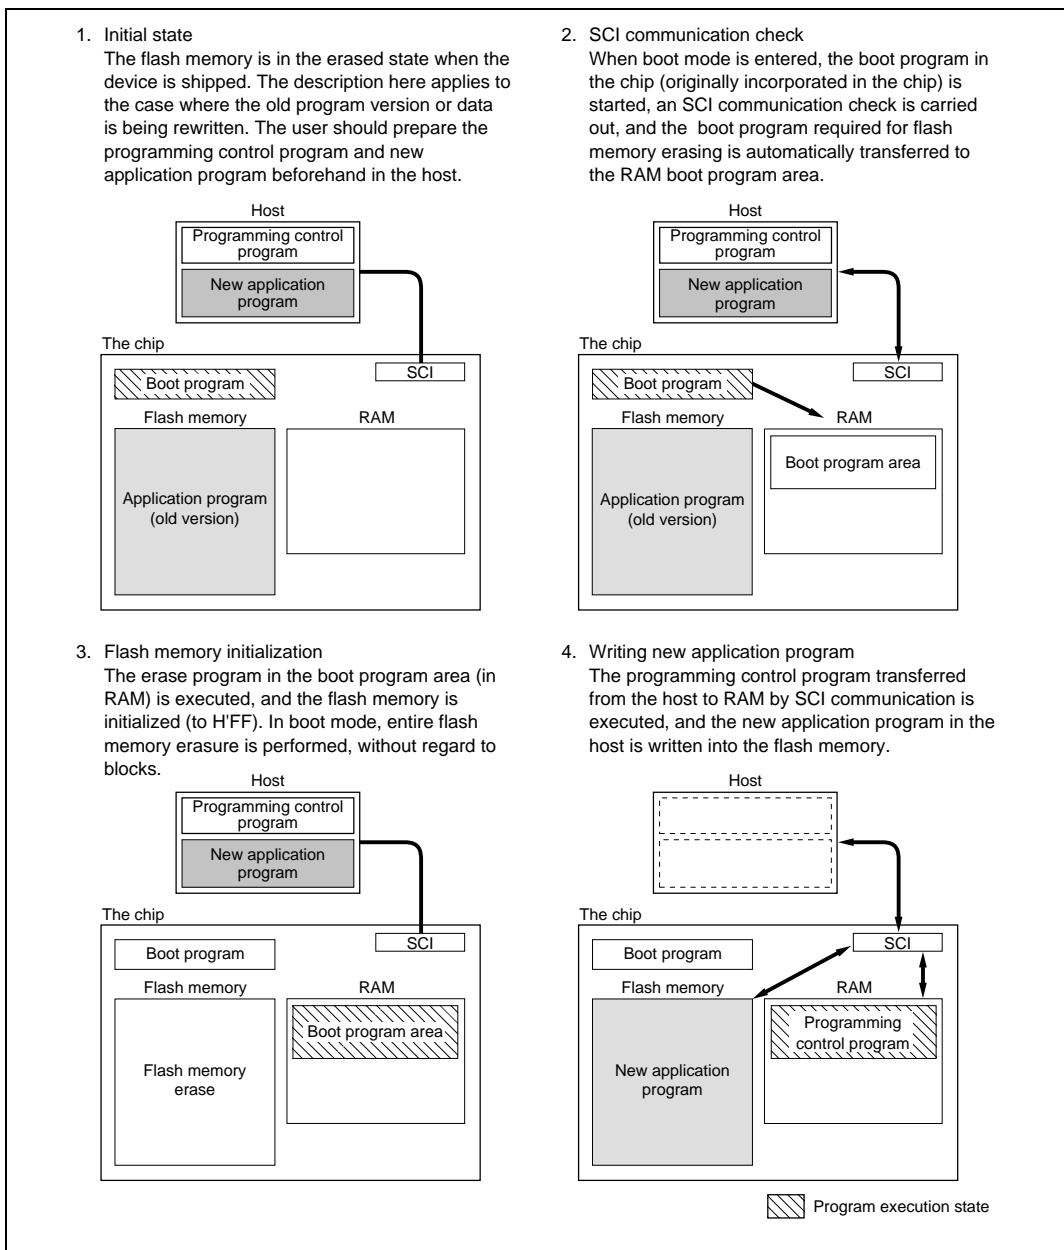 1. Initial state
The flash memory is in the erased state when the
device is shipped. The description here applies to
the case where the old program version or data
is being rewritten. The user should prepare the
programming control program and new
application program beforehand in the host.
Host
Programming control
program
New application
program
The chip
SCI
Boot program
Flash memory
RAM
Application program
(old version)
2. SCI communication check
When boot mode is entered, the boot program in
the chip (originally incorporated in the chip) is
started, an SCI communication check is carried
out, and the  boot program required for flash
memory erasing is automatically transferred to
the RAM boot program area.
Host
Programming control
program
New application
program
The chip
SCI
Boot program
Flash memory
RAM
Boot program area
Application program
(old version)
3. Flash memory initialization
The erase program in the boot program area (in
RAM) is executed, and the flash memory is
initialized (to H'FF). In boot mode, entire flash
memory erasure is performed, without regard to
blocks.
Host
Programming control
program
New application
program
The chip
SCI
Boot program
Flash memory
RAM
Boot program area
Flash memory
erase
4. Writing new application program
The programming control program transferred
from the host to RAM by SCI communication is
executed, and the new application program in the
host is written into the flash memory.
Host
The chip
SCI
Boot program
Flash memory
RAM
Programming
control program
New application
program
Program execution state